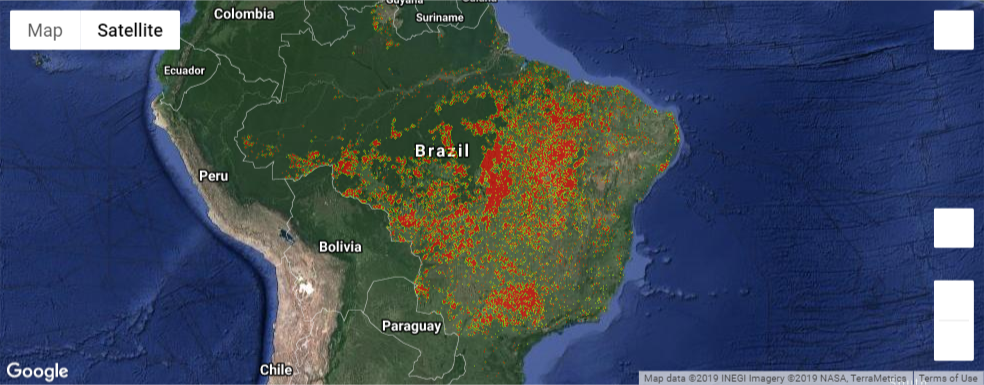 Map
Satellite
Colombia
Guyana
Suriname
Ecuador
Brazil
Peru
Bolivia
Paraguay
Chile
Google
Map data ©2019 INEGI Imagery ©2019 NASA, TerraMetrics
Terms of Use